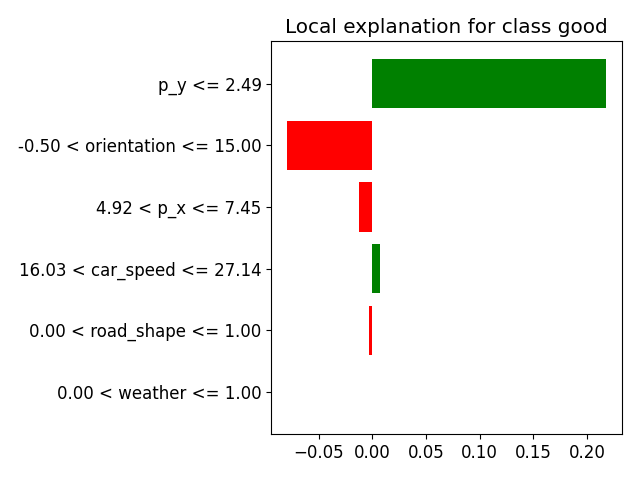 Local explanation for class good
p_y <= 2.49
-0.50 < orientation <= 15.00
4.92 < p_x <= 7.45
16.03 < car_speed <= 27.14
0.00 < road_shape <= 1.00
0.00 < weather <= 1.00
−0.05 0.00 0.05 0.10 0.15 0.20